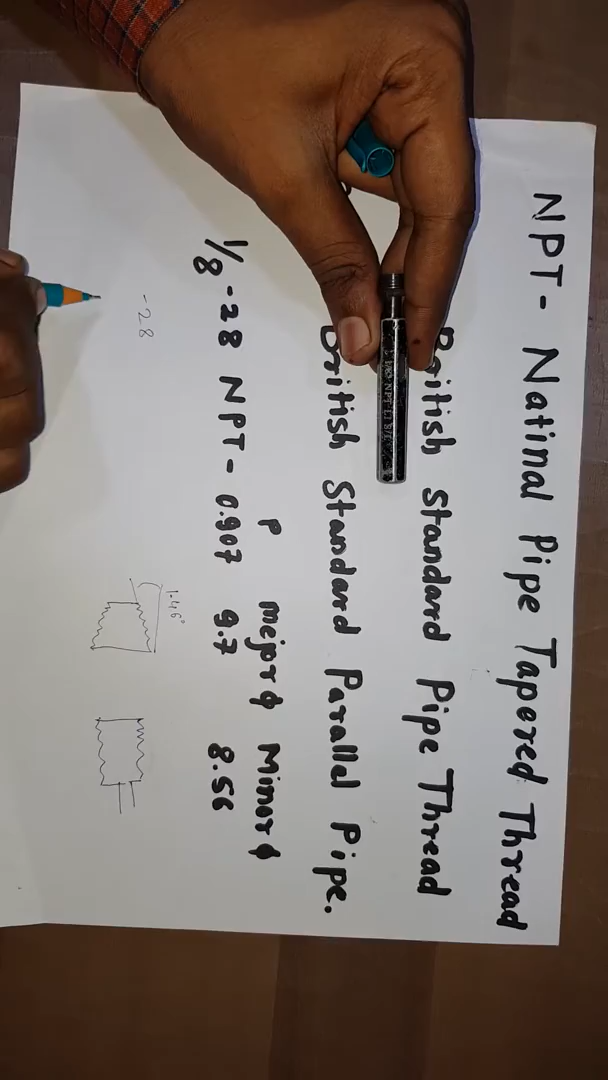 NPT- Natinal Pipe Tapered Thread
British Standard Pipe Thread
British Standard Parallel Pipe.
P Mejor ϕ Minor ϕ
1/8 -28 NPT- 0.907 9.7 8.56
-28
1.46°